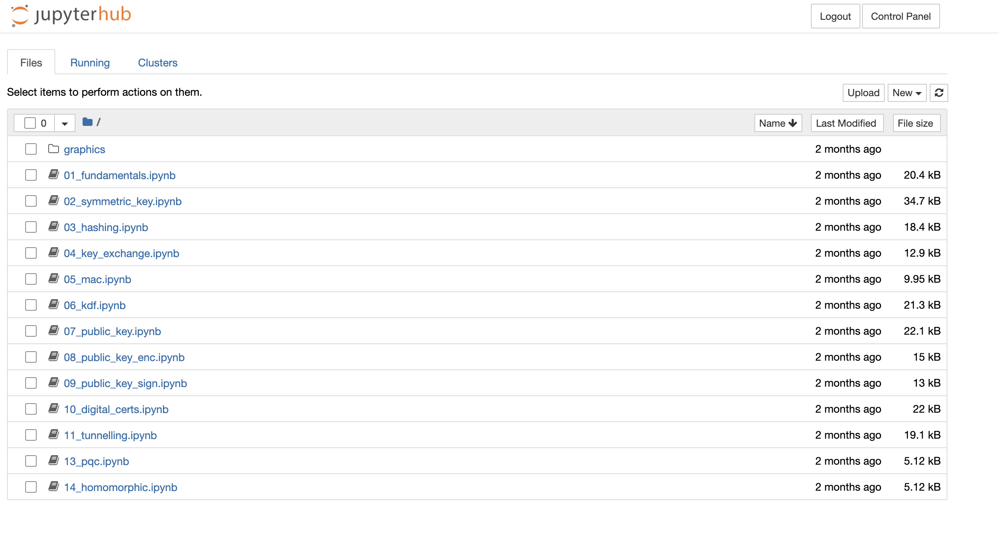 jupyterhub Logout Control Panel
Files Running Clusters
Select items to perform actions on them. Upload New
0 / Name Last Modified File size
graphics 2 months ago
01_fundamentals.ipynb 2 months ago 20.4 kB
02_symmetric_key.ipynb 2 months ago 34.7 kB
03_hashing.ipynb 2 months ago 18.4 kB
04_key_exchange.ipynb 2 months ago 12.9 kB
05_mac.ipynb 2 months ago 9.95 kB
06_kdf.ipynb 2 months ago 21.3 kB
07_public_key.ipynb 2 months ago 22.1 kB
08_public_key_enc.ipynb 2 months ago 15 kB
09_public_key_sign.ipynb 2 months ago 13 kB
10_digital_certs.ipynb 2 months ago 22 kB
11_tunnelling.ipynb 2 months ago 19.1 kB
13_pqc.ipynb 2 months ago 5.12 kB
14_homomorphic.ipynb 2 months ago 5.12 kB